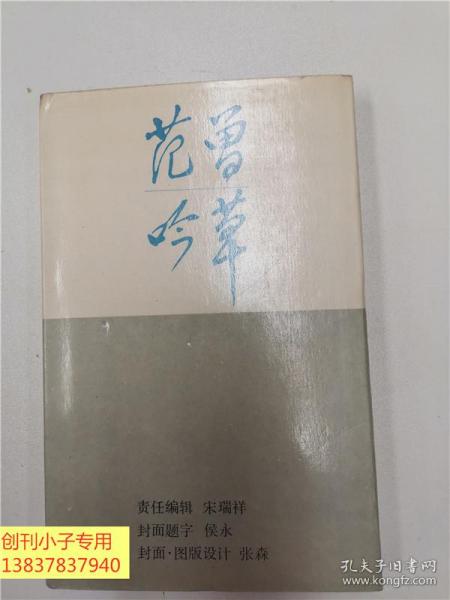 范曾
吟草
责任编辑 宋瑞祥
封面题字 侯永
封面·图版设计 张森
创刊小子专用
13837837940
孔夫子旧书网
www.kongfz.com